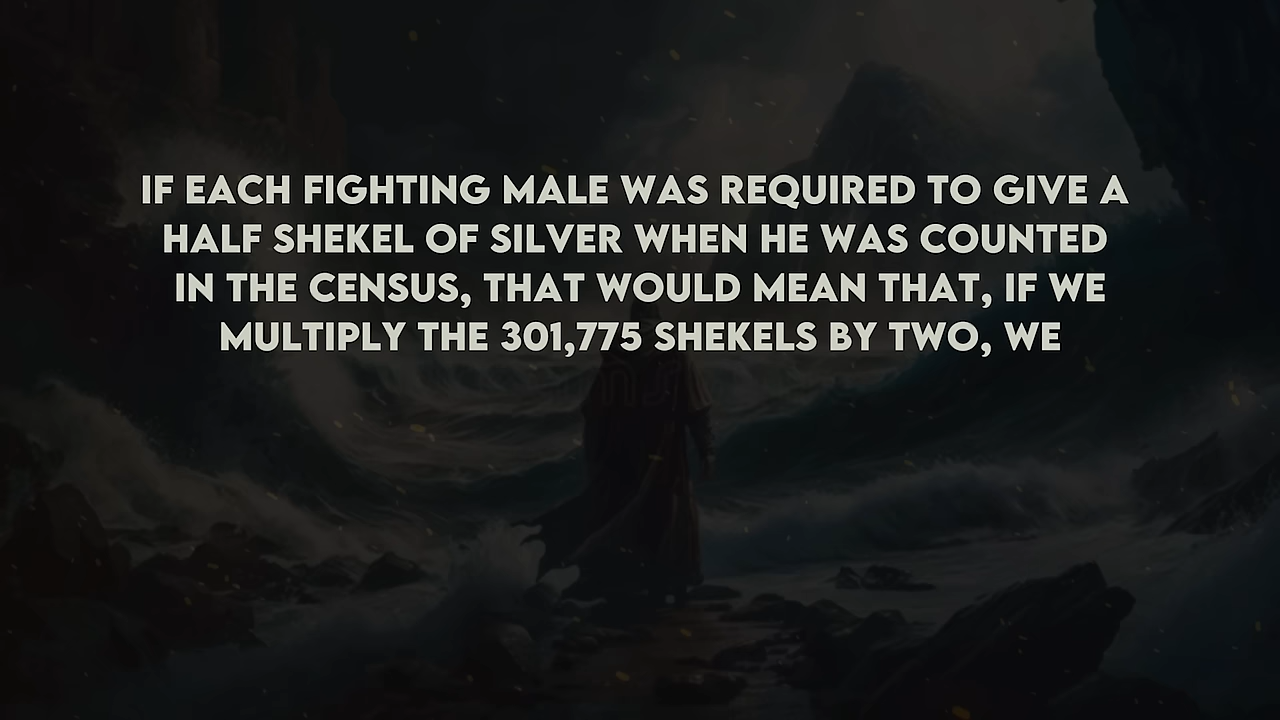 IF EACH FIGHTING MALE WAS REQUIRED TO GIVE A
HALF SHEKEL OF SILVER WHEN HE WAS COUNTED
IN THE CENSUS, THAT WOULD MEAN THAT, IF WE
MULTIPLY THE 301,775 SHEKELS BY TWO, WE